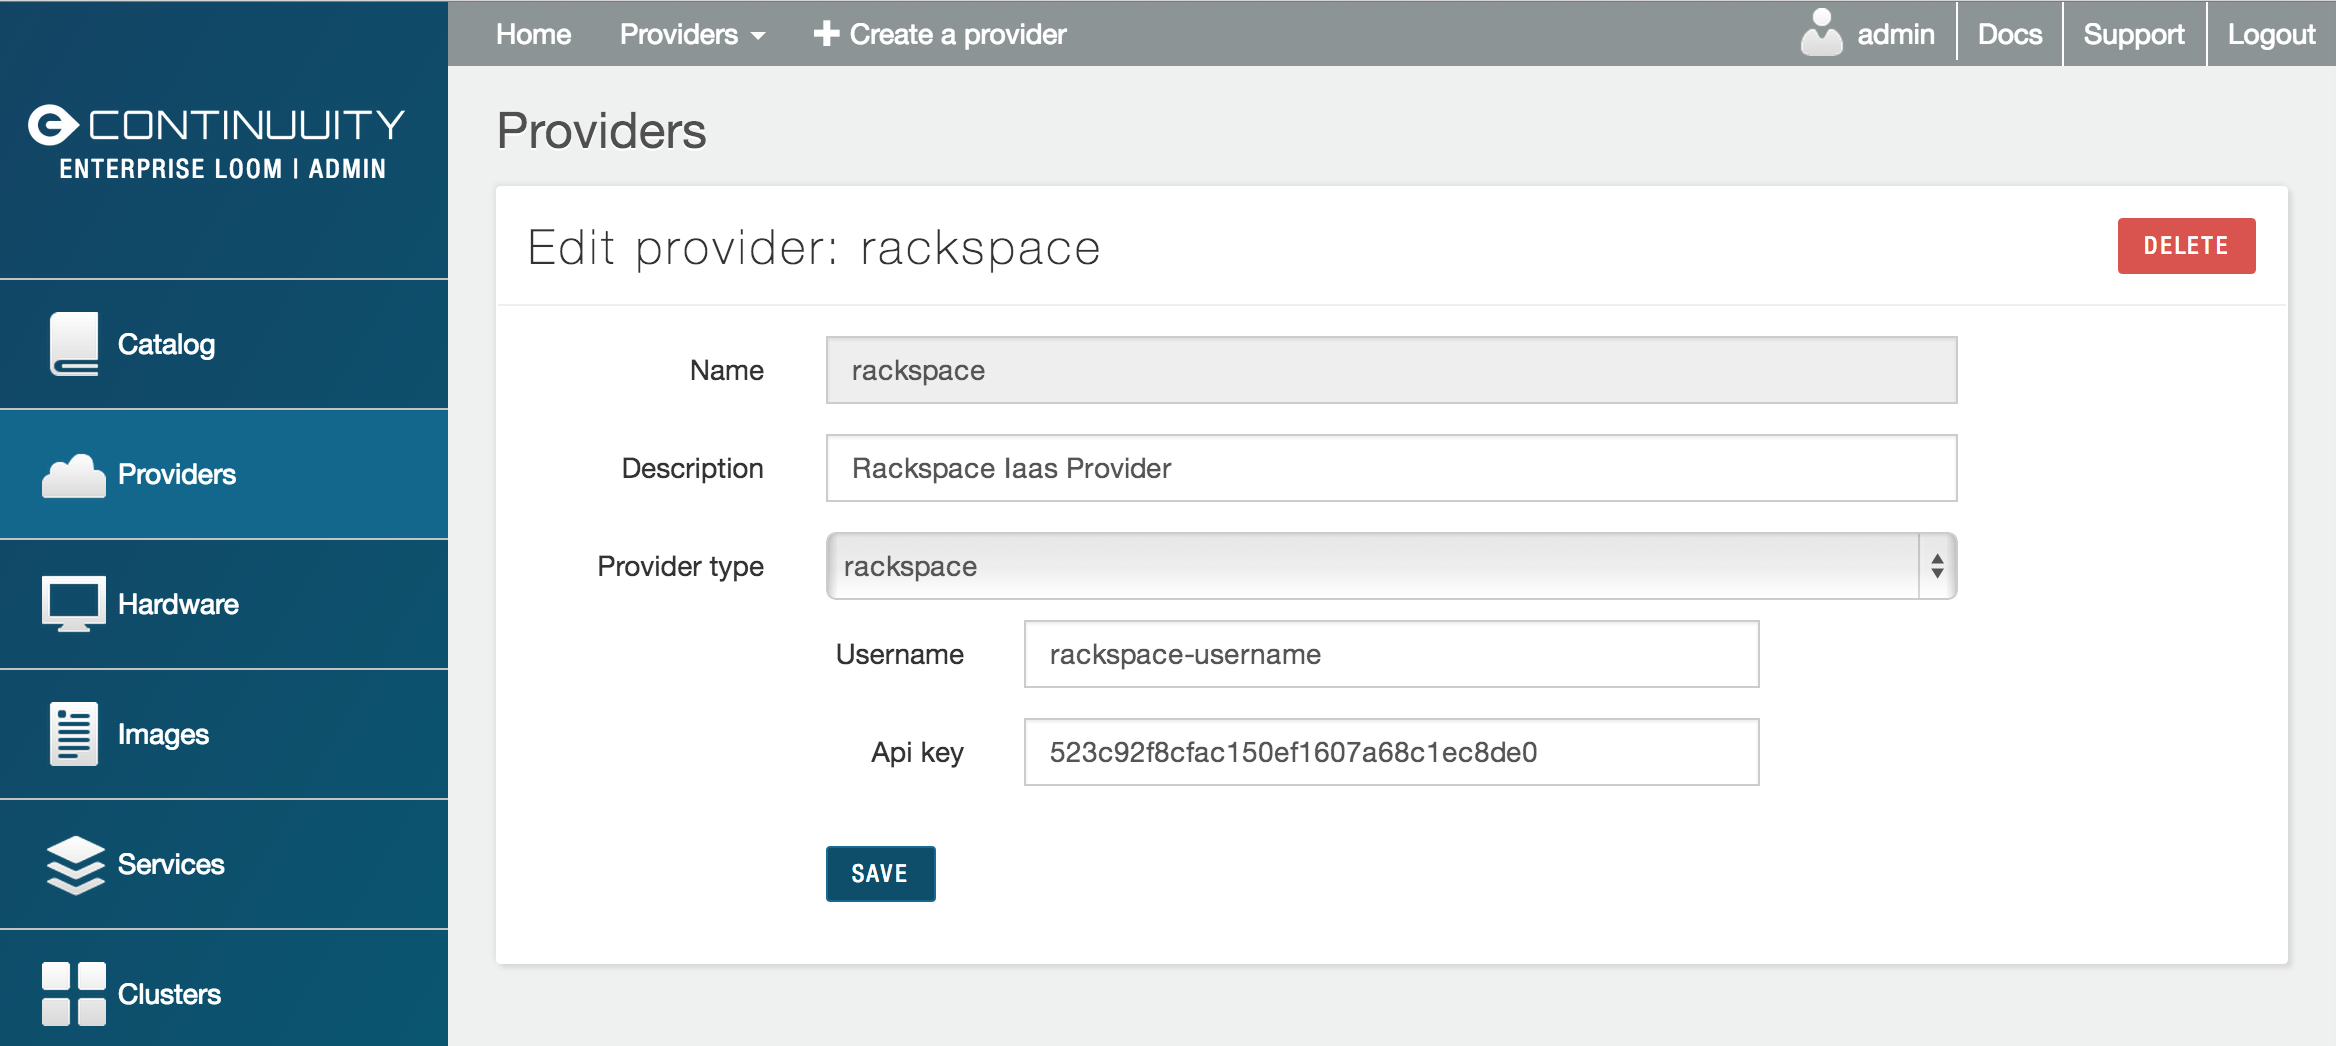 Home Providers Create a provider admin Docs Support Logout
CONTINUUITY
ENTERPRISE LOOM | ADMIN
Catalog
Providers
Hardware
Images
Services
Clusters
Providers
Edit provider: rackspace DELETE
Name rackspace
Description Rackspace Iaas Provider
Provider type rackspace
Username rackspace-username
Api key 523c92f8cfac150ef1607a68c1ec8de0
SAVE